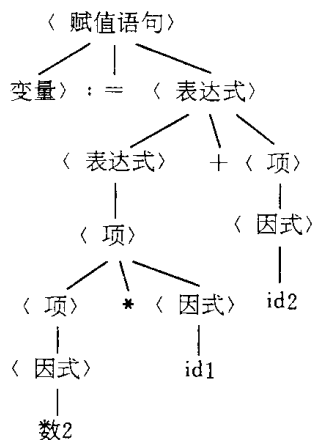 〈 赋值语句〉
变量〉 : = 〈 表达式〉
〈 表达式〉 + 〈 项〉
〈 项〉 〈 因式〉
〈 项〉 * 〈 因式〉 id2
〈 因式〉 id1
数2